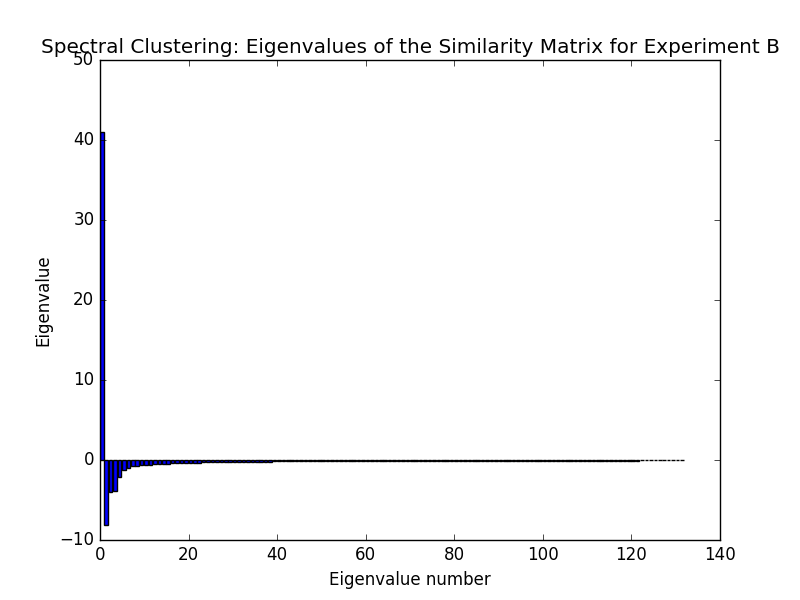 Spectral Clustering: Eigenvalues of the Similarity Matrix for Experiment B
50
40
30
20
10
0
−10
Eigenvalue
0 20 40 60 80 100 120 140
Eigenvalue number